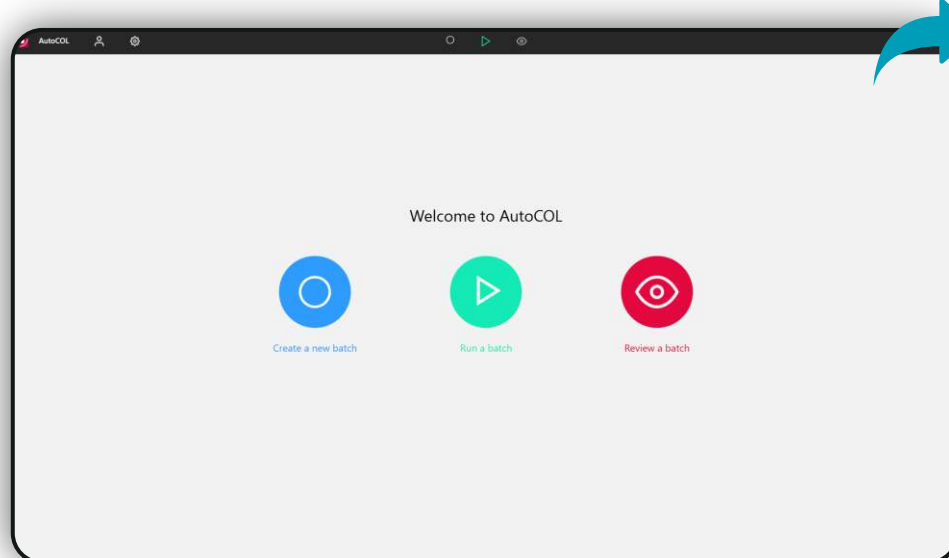 AutoCOL
Welcome to AutoCOL
Create a new batch
Run a batch
Review a batch